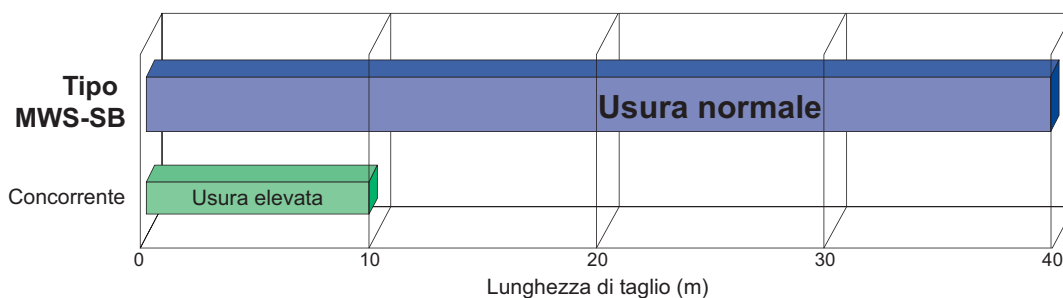 Tipo
MWS-SB
Usura normale
Concorrente
Usura elevata
0 10 20 30 40
Lunghezza di taglio (m)